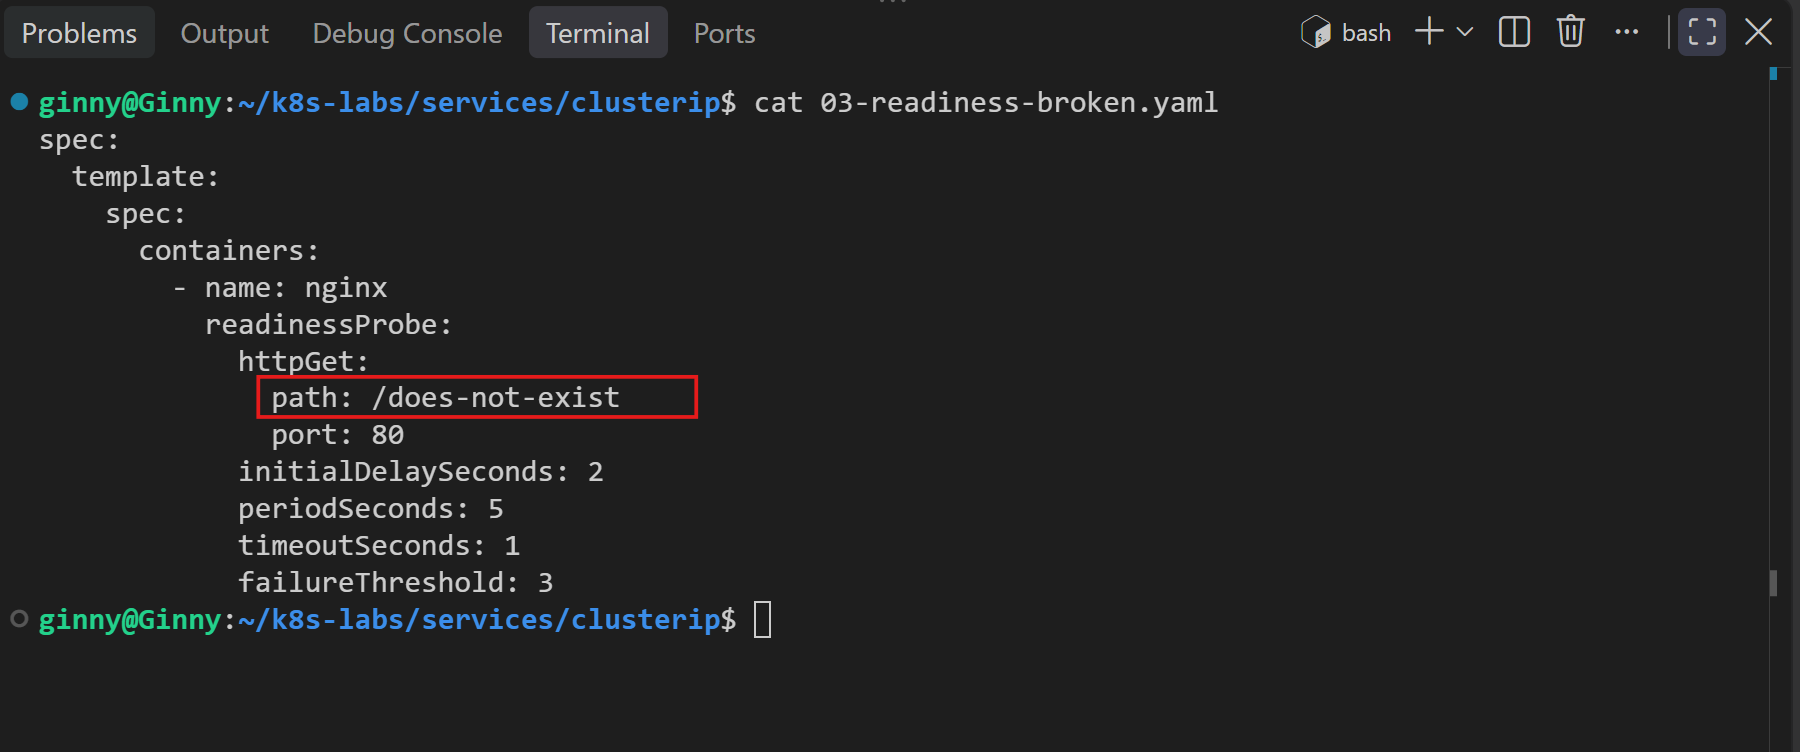 Problems Output Debug Console Terminal Ports bash
ginny@Ginny:~/k8s-labs/services/clusterip$ cat 03-readiness-broken.yaml
spec:
  template:
    spec:
      containers:
        - name: nginx
          readinessProbe:
            httpGet:
              path: /does-not-exist
              port: 80
            initialDelaySeconds: 2
            periodSeconds: 5
            timeoutSeconds: 1
            failureThreshold: 3
ginny@Ginny:~/k8s-labs/services/clusterip$